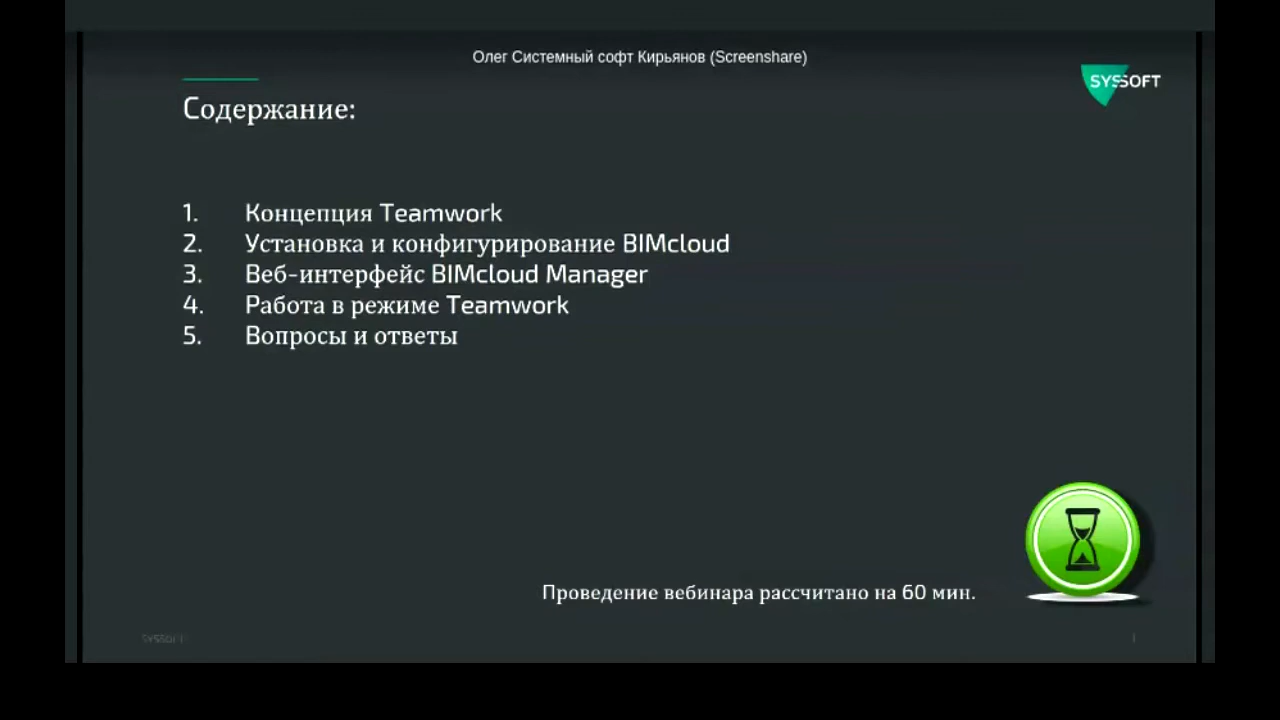 Олег Системный софт Кирьянов (Screenshare)
SYSSOFT
Содержание:
1. Концепция Teamwork
2. Установка и конфигурирование BIMcloud
3. Веб-интерфейс BIMcloud Manager
4. Работа в режиме Teamwork
5. Вопросы и ответы
Проведение вебинара рассчитано на 60 мин.
SYSSOFT